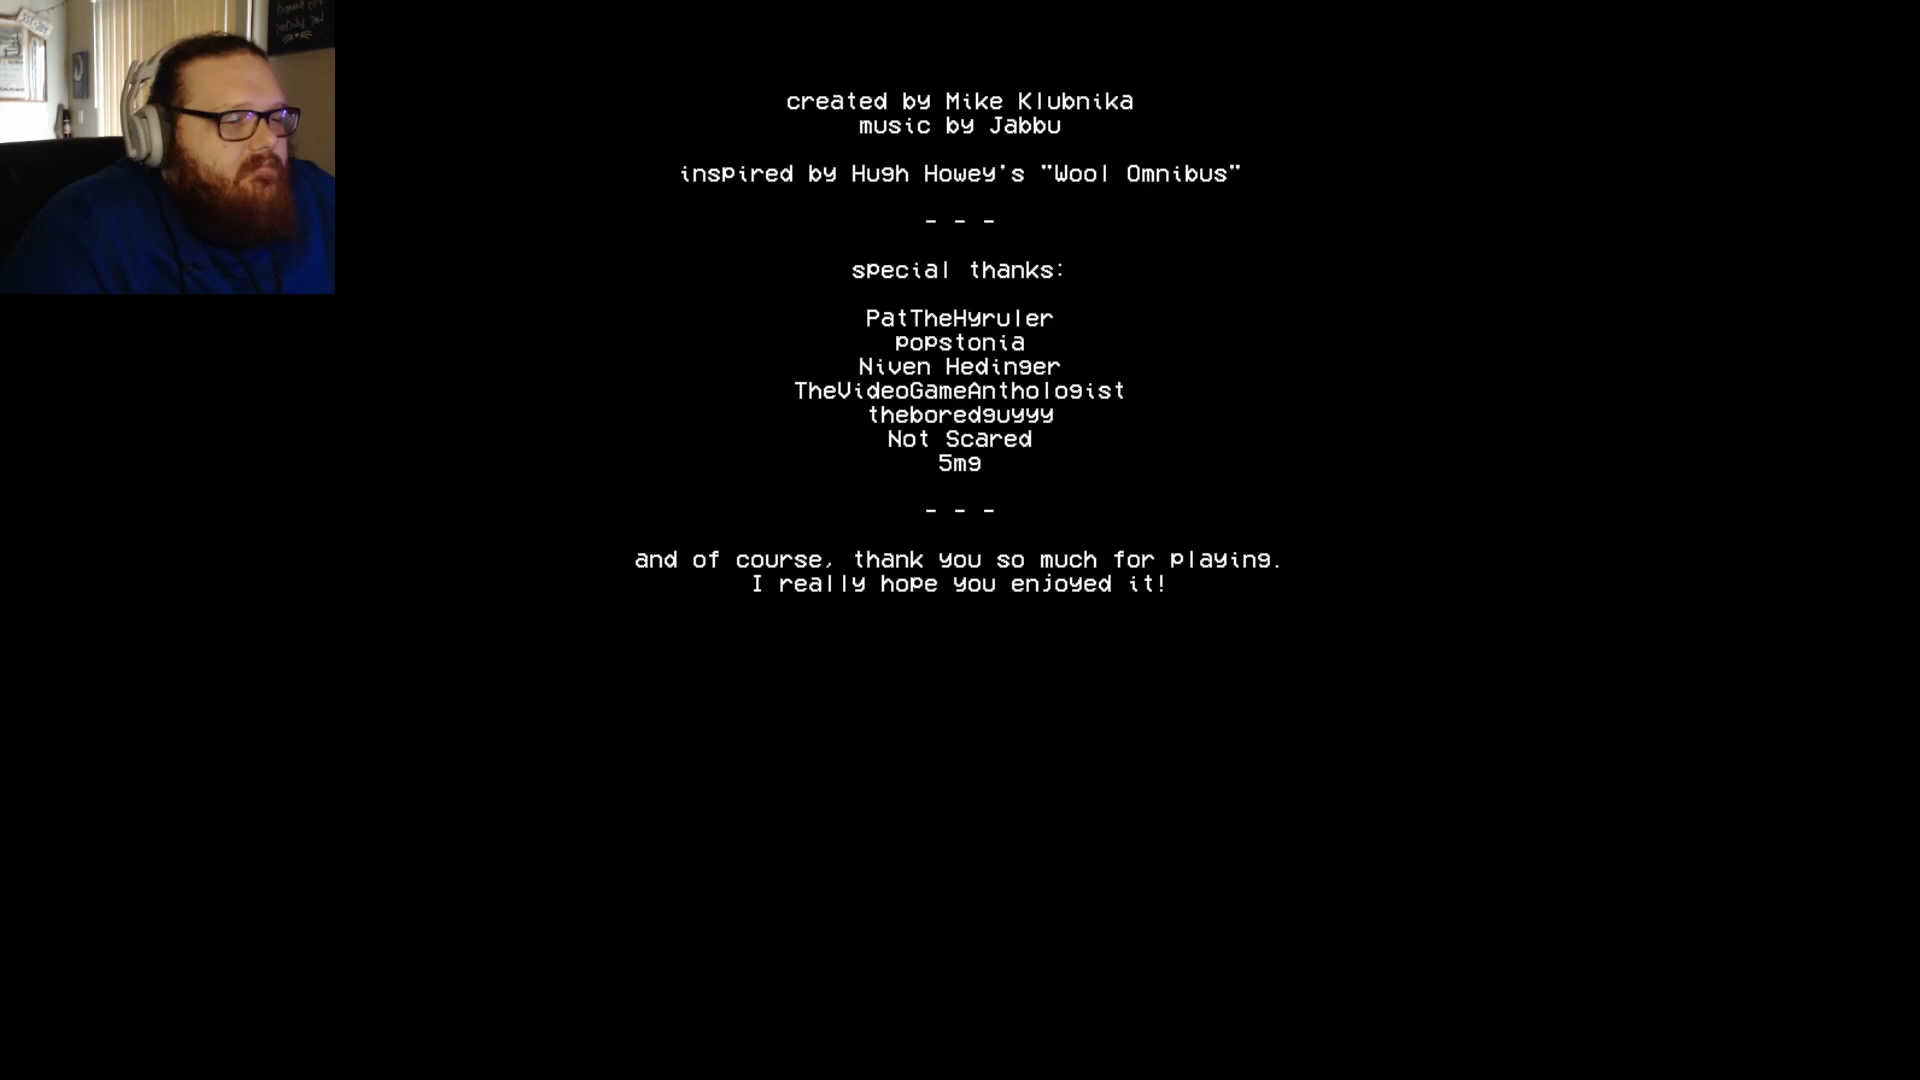 created by Mike Klubnika
music by Jabbu
inspired by Hugh Howey's "Wool Omnibus"
- - -
special thanks:
PatTheHyruler
popstonia
Niven Hedinger
TheVideoGameAnthologist
theboredguyyy
Not Scared
5mg
- - -
and of course, thank you so much for playing.
I really hope you enjoyed it!